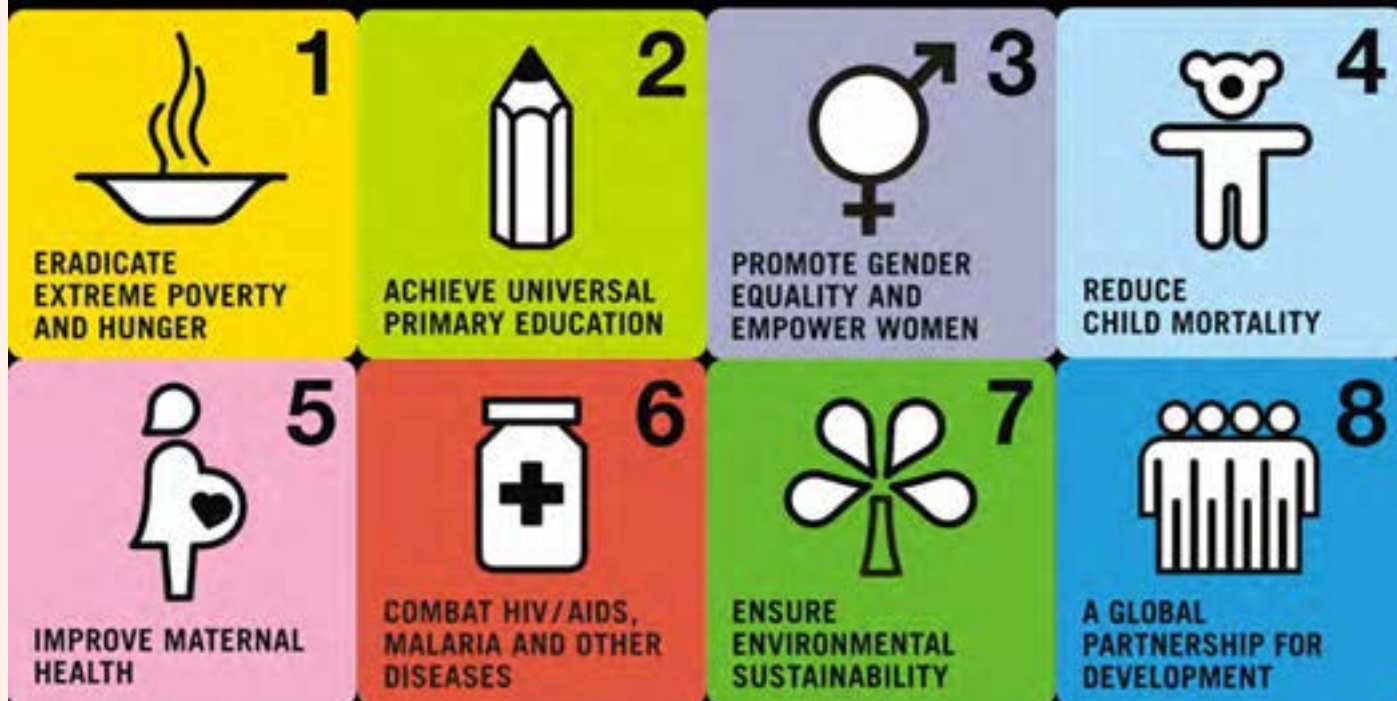 1
ERADICATE
EXTREME POVERTY
AND HUNGER
2
ACHIEVE UNIVERSAL
PRIMARY EDUCATION
3
PROMOTE GENDER
EQUALITY AND
EMPOWER WOMEN
4
REDUCE
CHILD MORTALITY
5
IMPROVE MATERNAL
HEALTH
6
COMBAT HIV/AIDS,
MALARIA AND OTHER
DISEASES
7
ENSURE
ENVIRONMENTAL
SUSTAINABILITY
8
A GLOBAL
PARTNERSHIP FOR
DEVELOPMENT